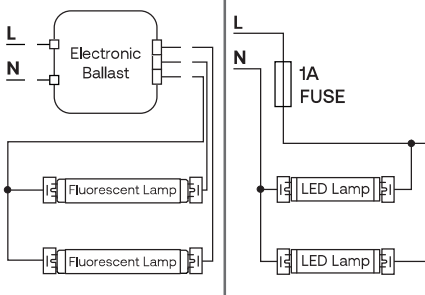 L
N
Electronic
Ballast
Fluorescent Lamp
Fluorescent Lamp
L
N
1A
FUSE
LED Lamp
LED Lamp